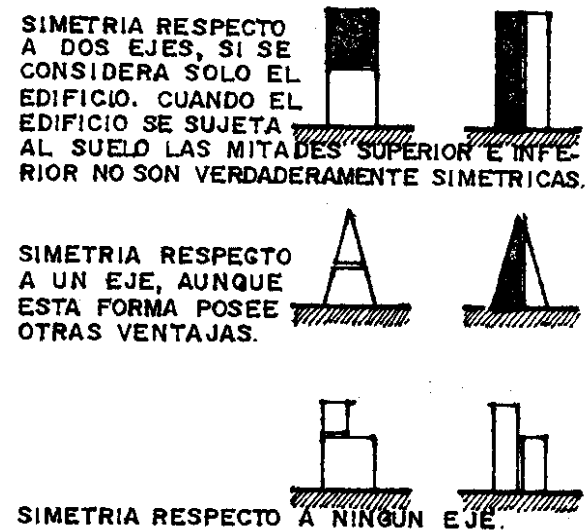 SIMETRIA RESPECTO
A DOS EJES, SI SE
CONSIDERA SOLO EL
EDIFICIO. CUANDO EL
EDIFICIO SE SUJETA
AL SUELO LAS MITADES SUPERIOR E INFE-
RIOR NO SON VERDADERAMENTE SIMETRICAS.
SIMETRIA RESPECTO
A UN EJE, AUNQUE
ESTA FORMA POSEE
OTRAS VENTAJAS.
SIMETRIA RESPECTO A NINGUN EJE.